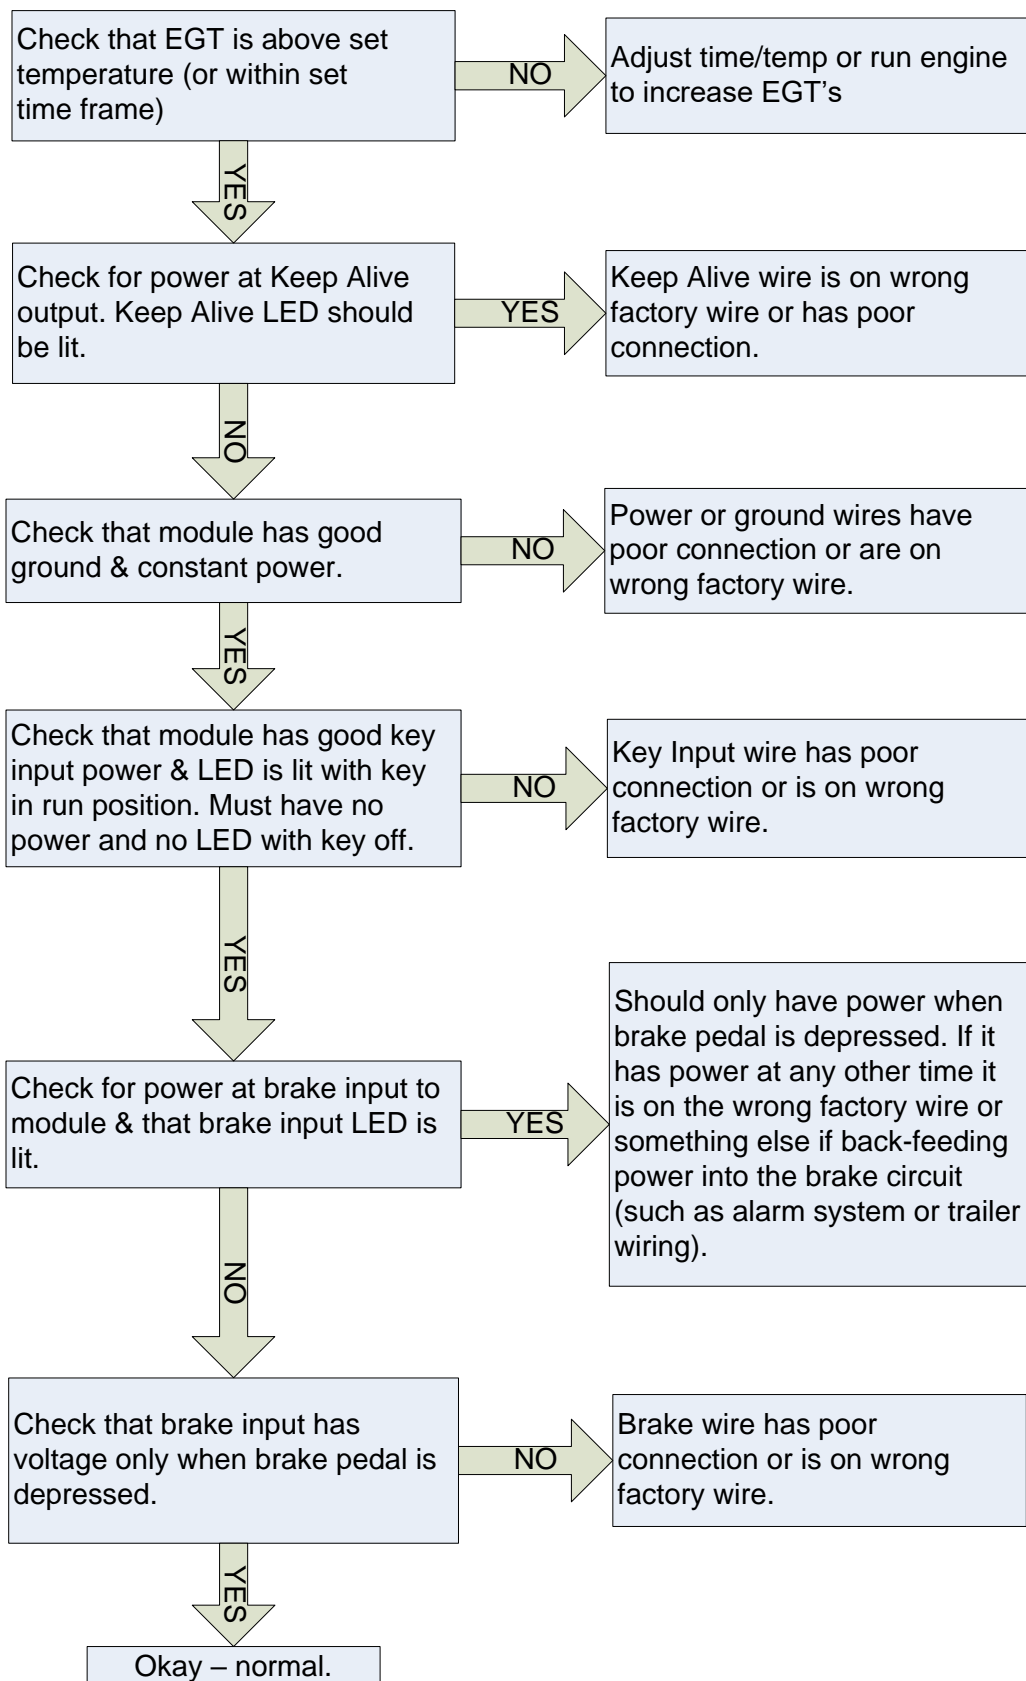 Check that EGT is above set
temperature (or within set
time frame)
NO
Adjust time/temp or run engine
to increase EGT's
YES
Check for power at Keep Alive
output. Keep Alive LED should
be lit.
YES
Keep Alive wire is on wrong
factory wire or has poor
connection.
NO
Check that module has good
ground & constant power.
NO
Power or ground wires have
poor connection or are on
wrong factory wire.
YES
Check that module has good key
input power & LED is lit with key
in run position. Must have no
power and no LED with key off.
NO
Key Input wire has poor
connection or is on wrong
factory wire.
YES
Check for power at brake input to
module & that brake input LED is
lit.
YES
Should only have power when
brake pedal is depressed. If it
has power at any other time it
is on the wrong factory wire or
something else if back-feeding
power into the brake circuit
(such as alarm system or trailer
wiring).
NO
Check that brake input has
voltage only when brake pedal is
depressed.
NO
Brake wire has poor
connection or is on wrong
factory wire.
YES
Okay – normal.